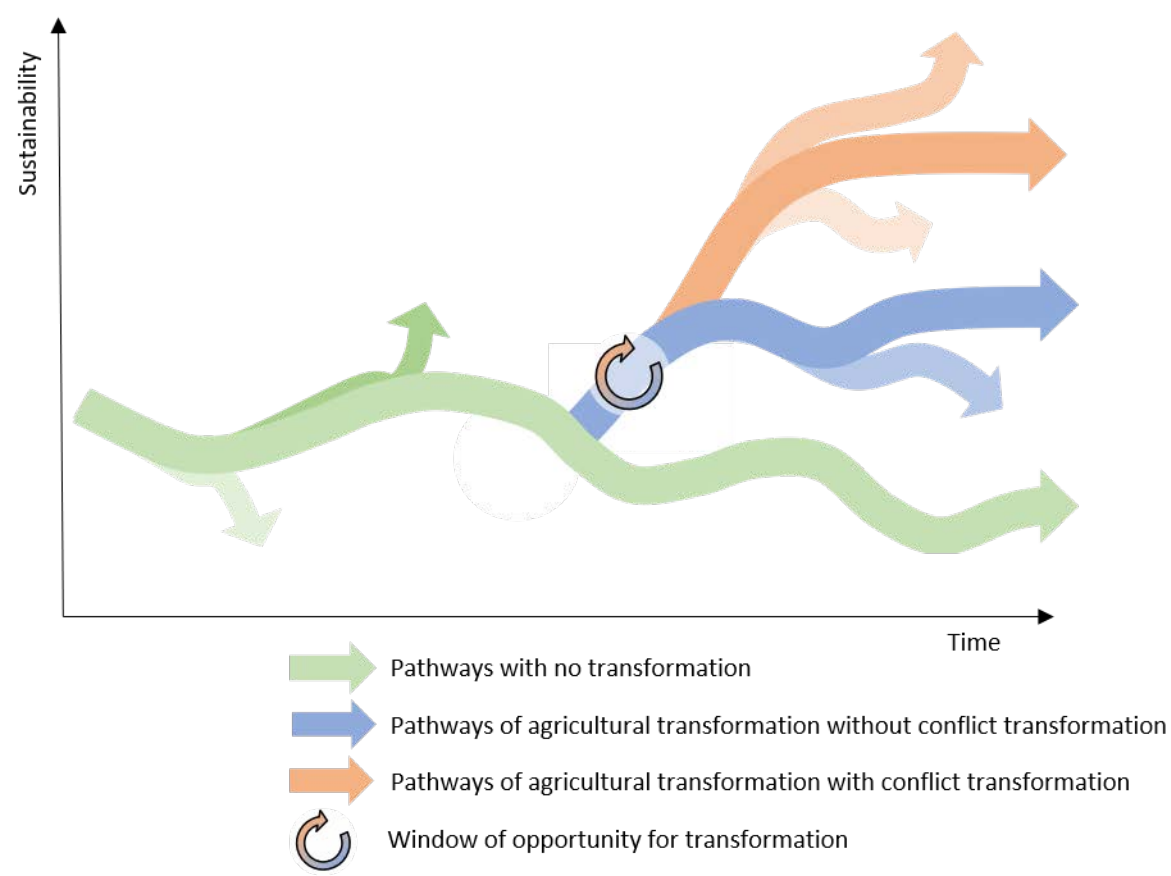 Sustainability
Time
Pathways with no transformation
Pathways of agricultural transformation without conflict transformation
Pathways of agricultural transformation with conflict transformation
Window of opportunity for transformation